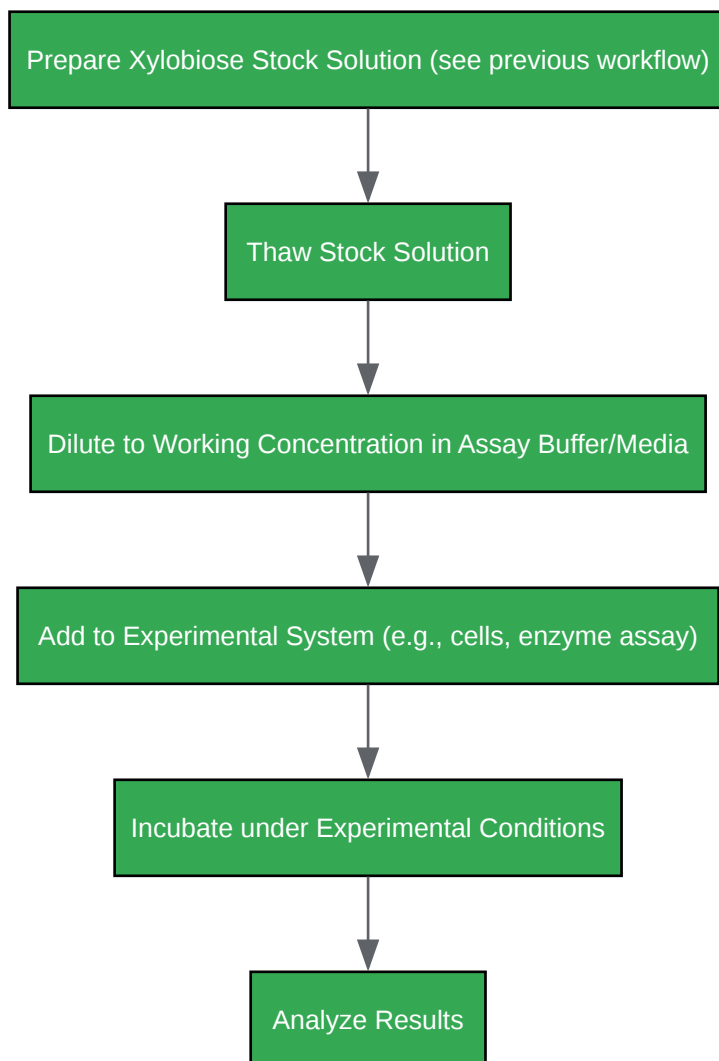 Prepare Xylobiose Stock Solution (see previous workflow)
Thaw Stock Solution
Dilute to Working Concentration in Assay Buffer/Media
Add to Experimental System (e.g., cells, enzyme assay)
Incubate under Experimental Conditions
Analyze Results